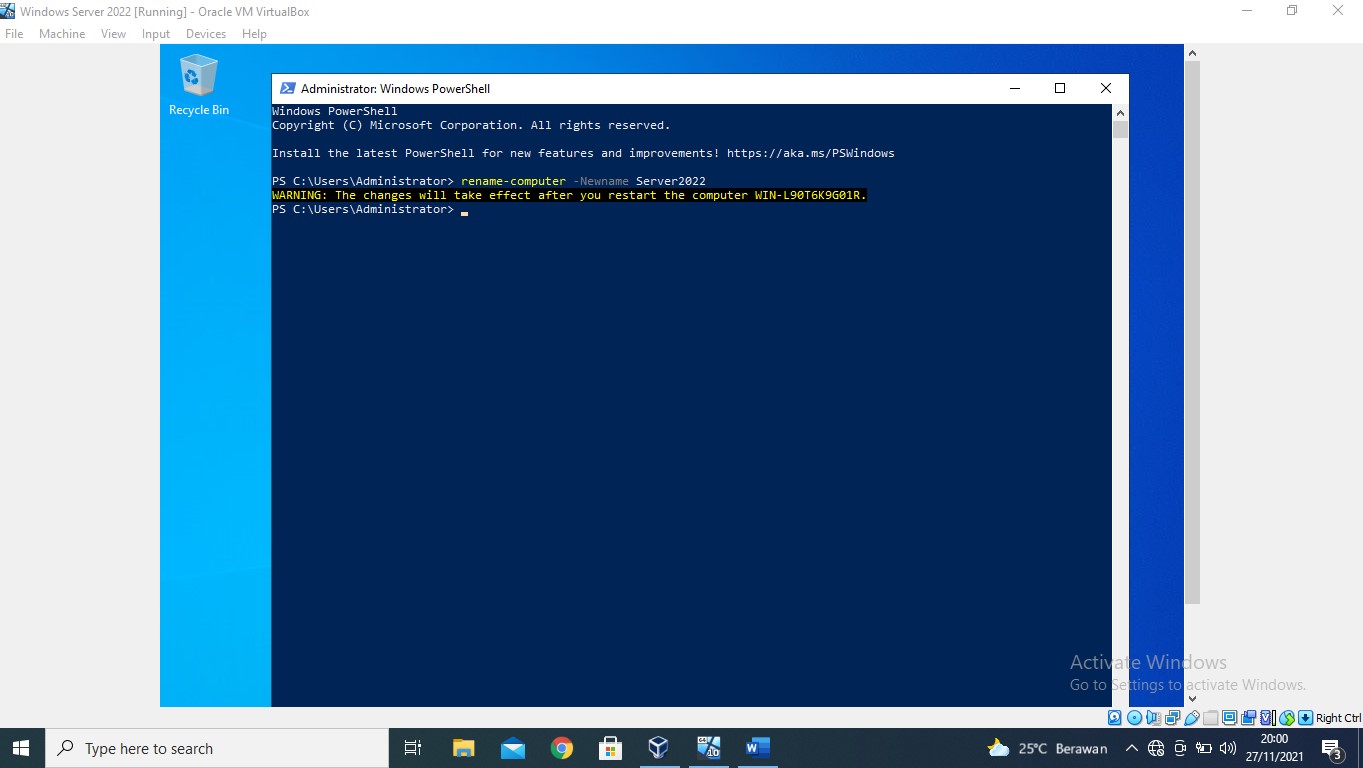 Windows Server 2022 [Running] - Oracle VM VirtualBox
File Machine View Input Devices Help
Recycle Bin
Administrator: Windows PowerShell
Windows PowerShell
Copyright (C) Microsoft Corporation. All rights reserved.
Install the latest PowerShell for new features and improvements! https://aka.ms/PSWindows
PS C:\Users\Administrator> rename-computer -Newname Server2022
WARNING: The changes will take effect after you restart the computer WIN-L90T6K9G01R.
PS C:\Users\Administrator>
Activate Windows
Go to Settings to activate Windows.
Right Ctrl
Type here to search
25°C Berawan
20:00
27/11/2021
3